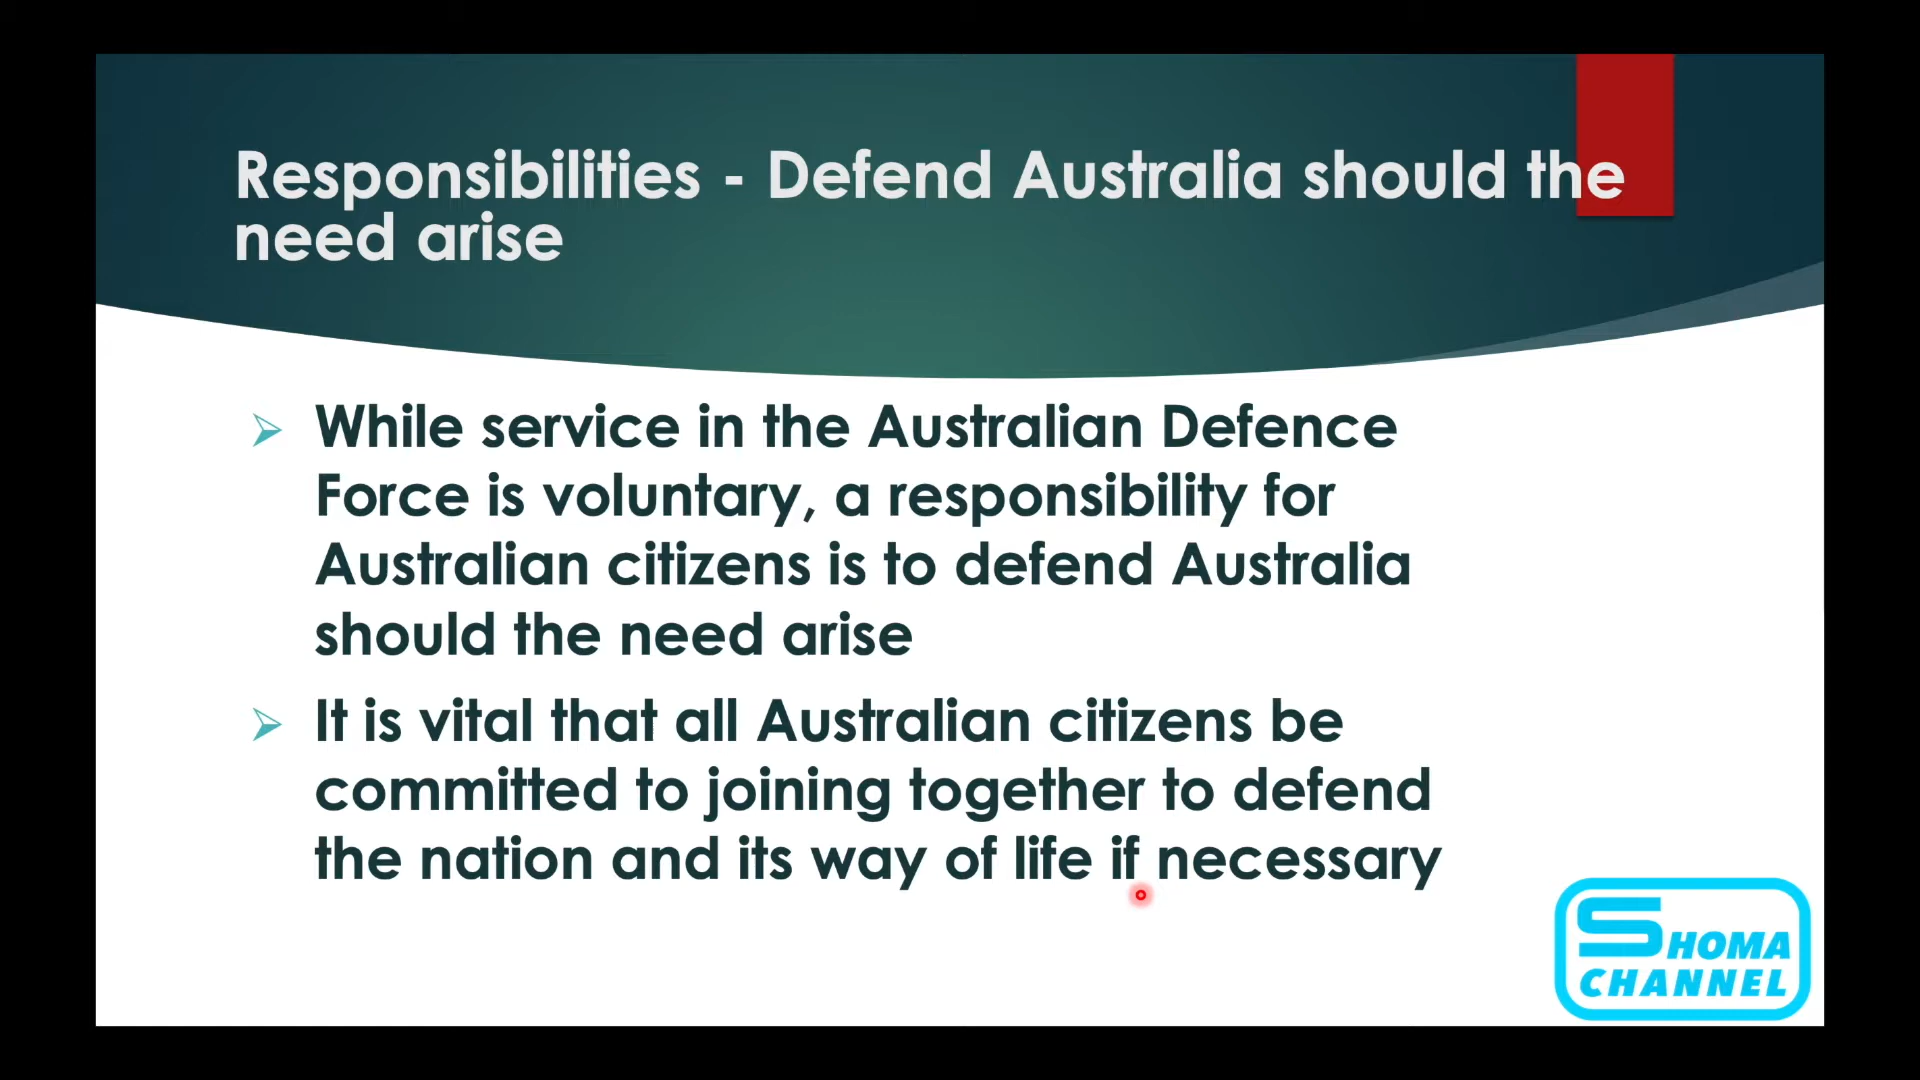 Responsibilities - Defend Australia should the
need arise
While service in the Australian Defence
Force is voluntary, a responsibility for
Australian citizens is to defend Australia
should the need arise
It is vital that all Australian citizens be
committed to joining together to defend
the nation and its way of life if necessary
SHOMA
CHANNEL